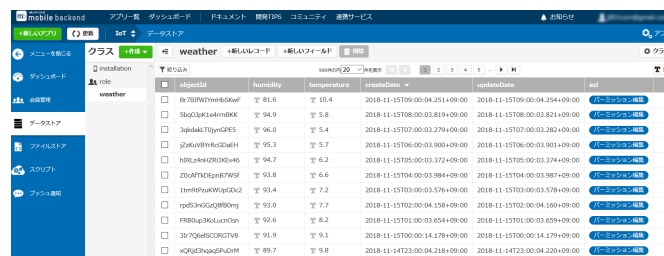 mobile backend アプリ一覧 ダッシュボード ドキュメント 開発TIPS コミュニティ 連携サービス お知らせ
+新しいアプリ 更新 IoT データストア
メニューを閉じる クラス +作成 weather +新しいレコード +新しいフィールド 削除
installation 絞り込み 20 件を表示 1 2 3 4 5
ダッシュボード role objectId humidity temperature createDate updateDate acl
会員管理 weather 81.6 10.4 2018-11-15T09:00:04.251+09:00 2018-11-15T09:00:04.254+09:00 パーミッション編集
94.9 5.8 2018-11-15T08:00:03.819+09:00 2018-11-15T08:00:03.821+09:00 パーミッション編集
データストア 96.0 5.4 2018-11-15T07:00:03.279+09:00 2018-11-15T07:00:03.282+09:00 パーミッション編集
ファイルストア 95.3 5.7 2018-11-15T06:00:03.900+09:00 2018-11-15T06:00:03.901+09:00 パーミッション編集
94.7 6.2 2018-11-15T05:00:03.372+09:00 2018-11-15T05:00:03.374+09:00 パーミッション編集
スクリプト 93.8 6.6 2018-11-15T04:00:03.984+09:00 2018-11-15T04:00:03.987+09:00 パーミッション編集
プッシュ通知 93.4 7.2 2018-11-15T03:00:03.576+09:00 2018-11-15T03:00:03.578+09:00 パーミッション編集
93.0 7.7 2018-11-15T02:00:04.158+09:00 2018-11-15T02:00:04.160+09:00 パーミッション編集
92.6 8.2 2018-11-15T01:00:03.654+09:00 2018-11-15T01:00:03.659+09:00 パーミッション編集
91.9 9.1 2018-11-15T00:00:14.178+09:00 2018-11-15T00:00:14.179+09:00 パーミッション編集
89.7 9.8 2018-11-14T23:00:04.218+09:00 2018-11-14T23:00:04.220+09:00 パーミッション編集